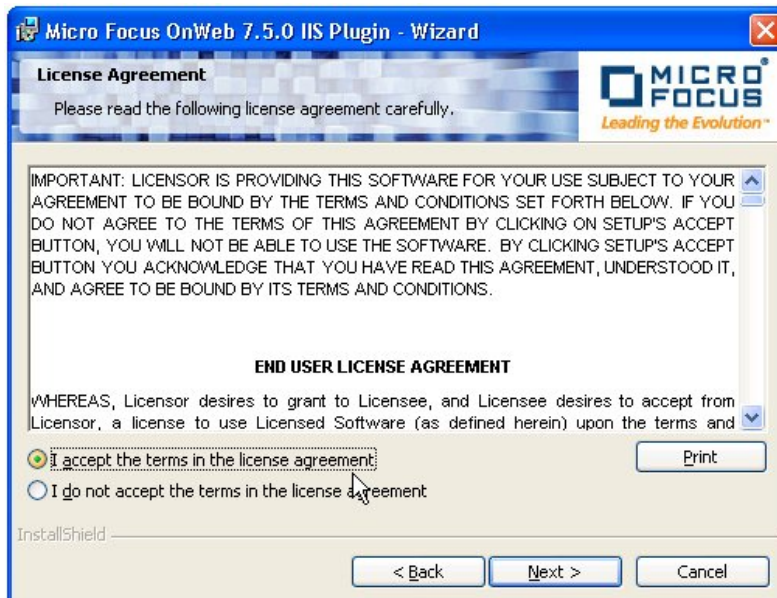 Micro Focus OnWeb 7.5.0 IIS Plugin - Wizard
License Agreement
Please read the following license agreement carefully.
MICRO
FOCUS
Leading the Evolution™
IMPORTANT: LICENSOR IS PROVIDING THIS SOFTWARE FOR YOUR USE SUBJECT TO YOUR
AGREEMENT TO BE BOUND BY THE TERMS AND CONDITIONS SET FORTH BELOW. IF YOU
DO NOT AGREE TO THE TERMS OF THIS AGREEMENT BY CLICKING ON SETUP'S ACCEPT
BUTTON, YOU WILL NOT BE ABLE TO USE THE SOFTWARE. BY CLICKING SETUP'S ACCEPT
BUTTON YOU ACKNOWLEDGE THAT YOU HAVE READ THIS AGREEMENT, UNDERSTOOD IT,
AND AGREE TO BE BOUND BY ITS TERMS AND CONDITIONS.
END USER LICENSE AGREEMENT
WHEREAS, Licensor desires to grant to Licensee, and Licensee desires to accept from
Licensor, a license to use Licensed Software (as defined herein) upon the terms and
I accept the terms in the license agreement
Print
I do not accept the terms in the license agreement
InstallShield
< Back
Next >
Cancel